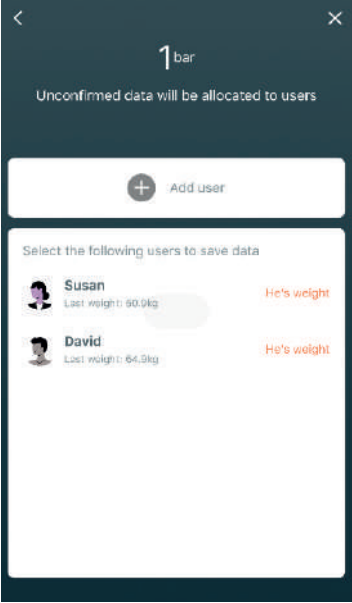 1 bar
Unconfirmed data will be allocated to users
Add user
Select the following users to save data
Susan
Last weight: 60.9kg
He's weight
David
Last weight: 64.9kg
He's weight